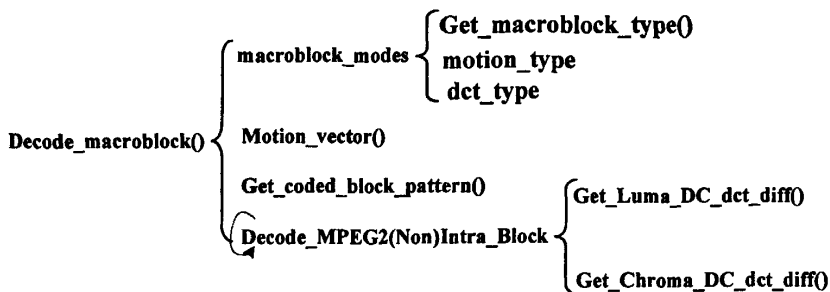 Get_macroblock_type()
macroblock_modes
motion_type
dct_type
Decode_macroblock()
Motion_vector()
Get_coded_block_pattern()
Get_Luma_DC_dct_diff()
Decode_MPEG2(Non)Intra_Block
Get_Chroma_DC_dct_diff()